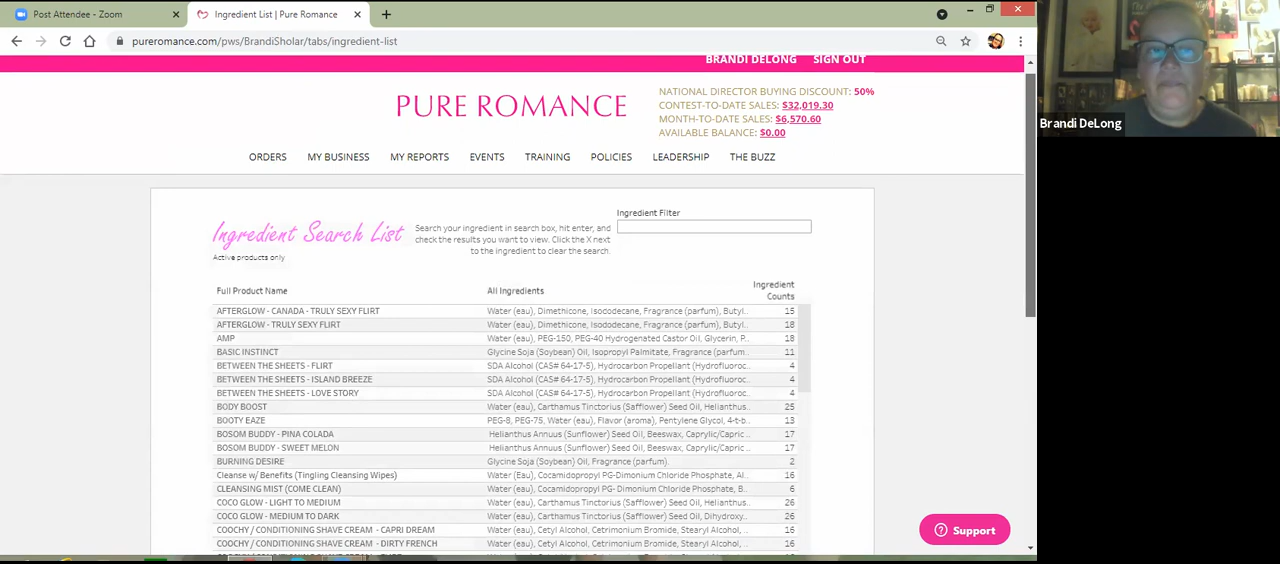 Post Attendee - Zoom
Ingredient List | Pure Romance
pureromance.com/pws/BrandiSholar/tabs/ingredient-list
BRANDI DELONG SIGN OUT
PURE ROMANCE
NATIONAL DIRECTOR BUYING DISCOUNT: 50%
CONTEST-TO-DATE SALES: $32,019.30
MONTH-TO-DATE SALES: $6,570.60
AVAILABLE BALANCE: $0.00
Brandi DeLong
ORDERS MY BUSINESS MY REPORTS EVENTS TRAINING POLICIES LEADERSHIP THE BUZZ
Ingredient Search List
Active products only
Search your ingredient in search box, hit enter, and
check the results you want to view. Click the X next
to the ingredient to clear the search.
Ingredient Filter
Full Product Name All Ingredients Ingredient Counts
AFTERGLOW - CANADA - TRULY SEXY FLIRT Water (eau), Dimethicone, Isododecane, Fragrance (parfum), Butyl.. 15
AFTERGLOW - TRULY SEXY FLIRT Water (eau), Dimethicone, Isododecane, Fragrance (parfum), Butyl.. 18
AMP Water (eau), PEG-150, PEG-40 Hydrogenated Castor Oil, Glycerin, P.. 18
BASIC INSTINCT Glycine Soja (Soybean) Oil, Isopropyl Palmitate, Fragrance (parfum.. 11
BETWEEN THE SHEETS - FLIRT SDA Alcohol (CAS# 64-17-5), Hydrocarbon Propellant (Hydrofluoroc.. 4
BETWEEN THE SHEETS - ISLAND BREEZE SDA Alcohol (CAS# 64-17-5), Hydrocarbon Propellant (Hydrofluoroc.. 4
BETWEEN THE SHEETS - LOVE STORY SDA Alcohol (CAS# 64-17-5), Hydrocarbon Propellant (Hydrofluoroc.. 4
BODY BOOST Water (eau), Carthamus Tinctorius (Safflower) Seed Oil, Helianthus.. 25
BOOTY EAZE PEG-8, PEG-75, Water (eau), Flavor (aroma), Pentylene Glycol, 4-t-b.. 13
BOSOM BUDDY - PINA COLADA Helianthus Annuus (Sunflower) Seed Oil, Beeswax, Caprylic/Capric .. 17
BOSOM BUDDY - SWEET MELON Helianthus Annuus (Sunflower) Seed Oil, Beeswax, Caprylic/Capric .. 17
BURNING DESIRE Glycine Soja (Soybean) Oil, Fragrance (parfum). 2
Cleanse w/ Benefits (Tingling Cleansing Wipes) Water (Eau), Cocamidopropyl PG-Dimonium Chloride Phosphate, Al.. 16
CLEANSING MIST (COME CLEAN) Water (eau), Cocamidopropyl PG- Dimonium Chloride Phosphate, B.. 6
COCO GLOW - LIGHT TO MEDIUM Water (eau), Carthamus Tinctorius (Safflower) Seed Oil, Helianthus.. 26
COCO GLOW - MEDIUM TO DARK Water (eau), Carthamus Tinctorius (Safflower) Seed Oil, Dihydroxy.. 26
COOCHY / CONDITIONING SHAVE CREAM - CAPRI DREAM Water (eau), Cetyl Alcohol, Cetrimonium Bromide, Stearyl Alcohol, .. 16
COOCHY / CONDITIONING SHAVE CREAM - DIRTY FRENCH Water (eau), Cetyl Alcohol, Cetrimonium Bromide, Stearyl Alcohol, .. 16
Support